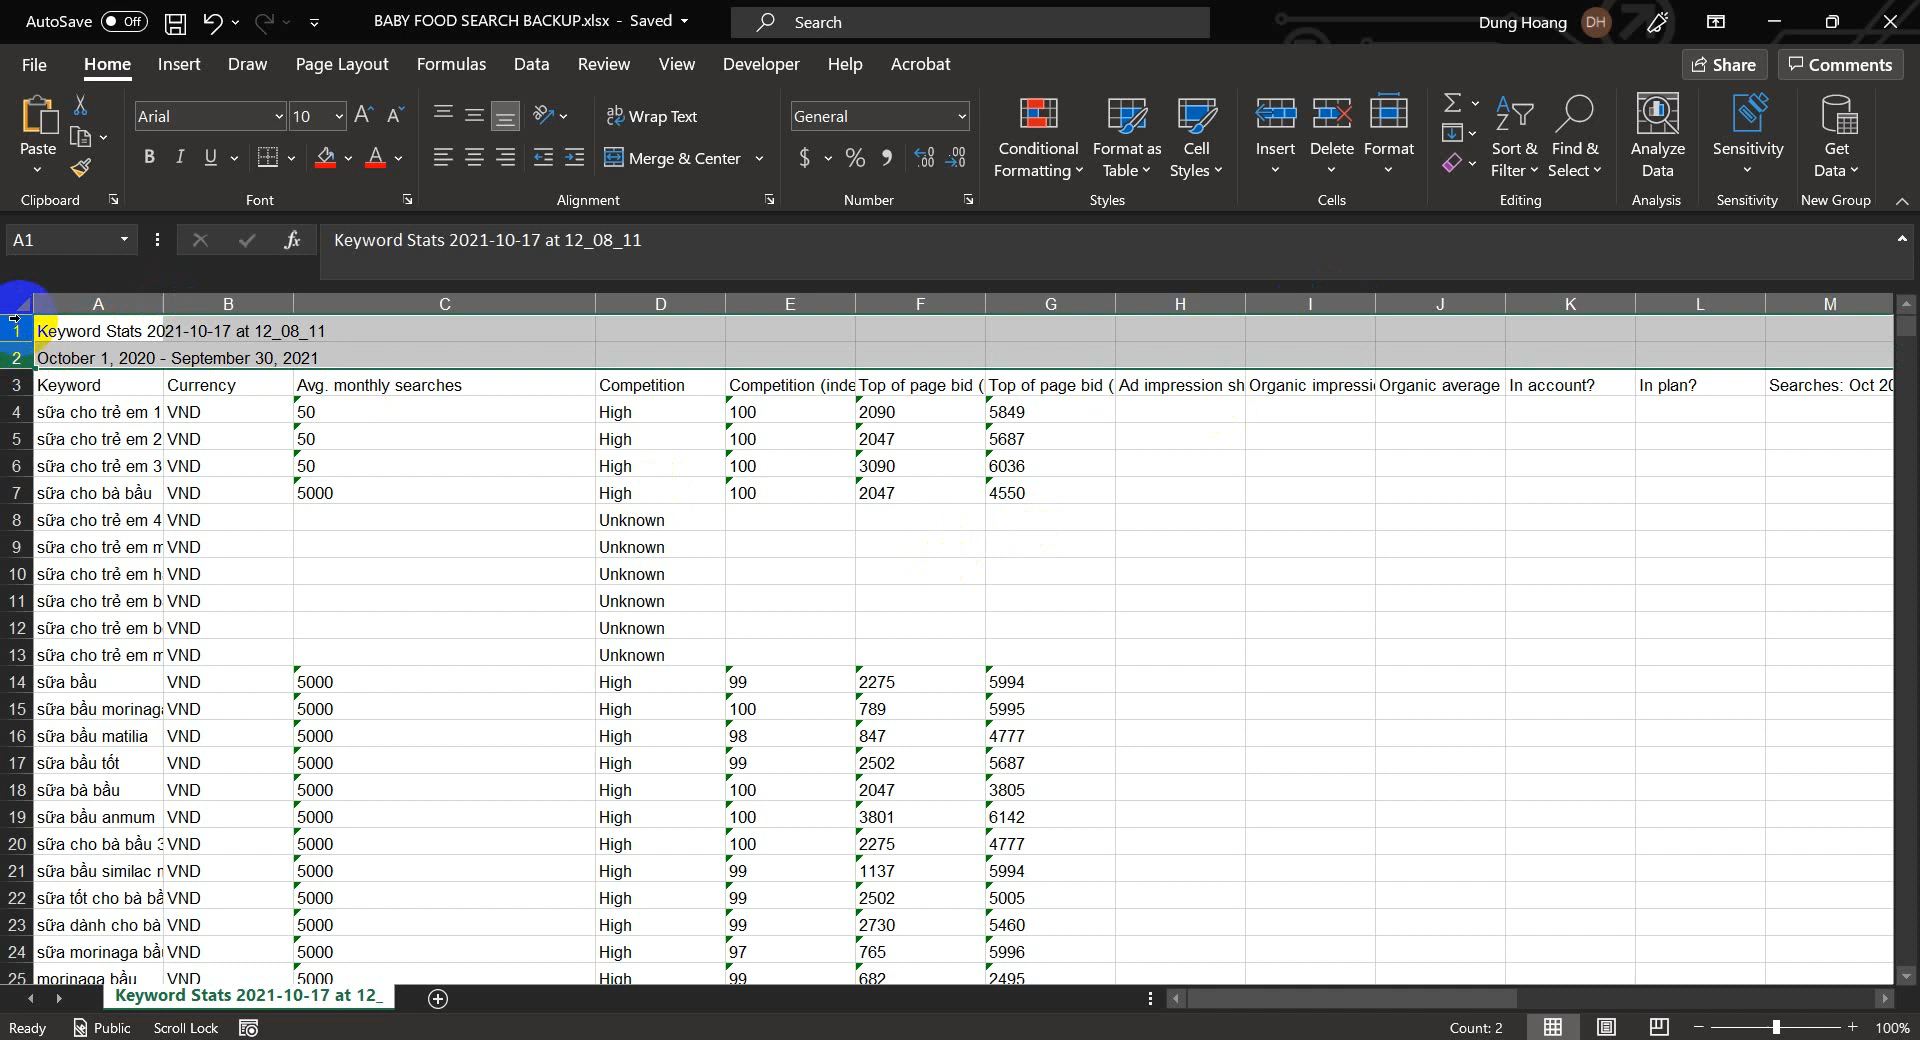 AutoSave Off BABY FOOD SEARCH BACKUP.xlsx - Saved Search Dung Hoang DH
File Home Insert Draw Page Layout Formulas Data Review View Developer Help Acrobat Share Comments
Paste Arial 10 Wrap Text General Conditional Formatting Format as Table Cell Styles Insert Delete Format Sort & Filter Find & Select Analyze Data Sensitivity Get Data
B I U A Merge & Center $ %
Clipboard Font Alignment Number Styles Cells Editing Analysis Sensitivity New Group
A1 fx Keyword Stats 2021-10-17 at 12_08_11
A B C D E F G H I J K L M
1 Keyword Stats 2021-10-17 at 12_08_11
2 October 1, 2020 - September 30, 2021
3 Keyword Currency Avg. monthly searches Competition Competition (inde Top of page bid ( Top of page bid ( Ad impression sh Organic impressi Organic average In account? In plan? Searches: Oct 20
4 sữa cho trẻ em 1 VND 50 High 100 2090 5849
5 sữa cho trẻ em 2 VND 50 High 100 2047 5687
6 sữa cho trẻ em 3 VND 50 High 100 3090 6036
7 sữa cho bà bầu VND 5000 High 100 2047 4550
8 sữa cho trẻ em 4 VND Unknown
9 sữa cho trẻ em m VND Unknown
10 sữa cho trẻ em h VND Unknown
11 sữa cho trẻ em b VND Unknown
12 sữa cho trẻ em b VND Unknown
13 sữa cho trẻ em m VND Unknown
14 sữa bầu VND 5000 High 99 2275 5994
15 sữa bầu morinaga VND 5000 High 100 789 5995
16 sữa bầu matilia VND 5000 High 98 847 4777
17 sữa bầu tốt VND 5000 High 99 2502 5687
18 sữa bà bầu VND 5000 High 100 2047 3805
19 sữa bầu anmum VND 5000 High 100 3801 6142
20 sữa cho bà bầu 3 VND 5000 High 100 2275 4777
21 sữa bầu similac m VND 5000 High 99 1137 5994
22 sữa tốt cho bà bầ VND 5000 High 99 2502 5005
23 sữa dành cho bà VND 5000 High 99 2730 5460
24 sữa morinaga bầ VND 5000 High 97 765 5996
25 morinaga bầu VND 5000 High 99 682 2495
Keyword Stats 2021-10-17 at 12_
Ready Public Scroll Lock Count: 2 100%